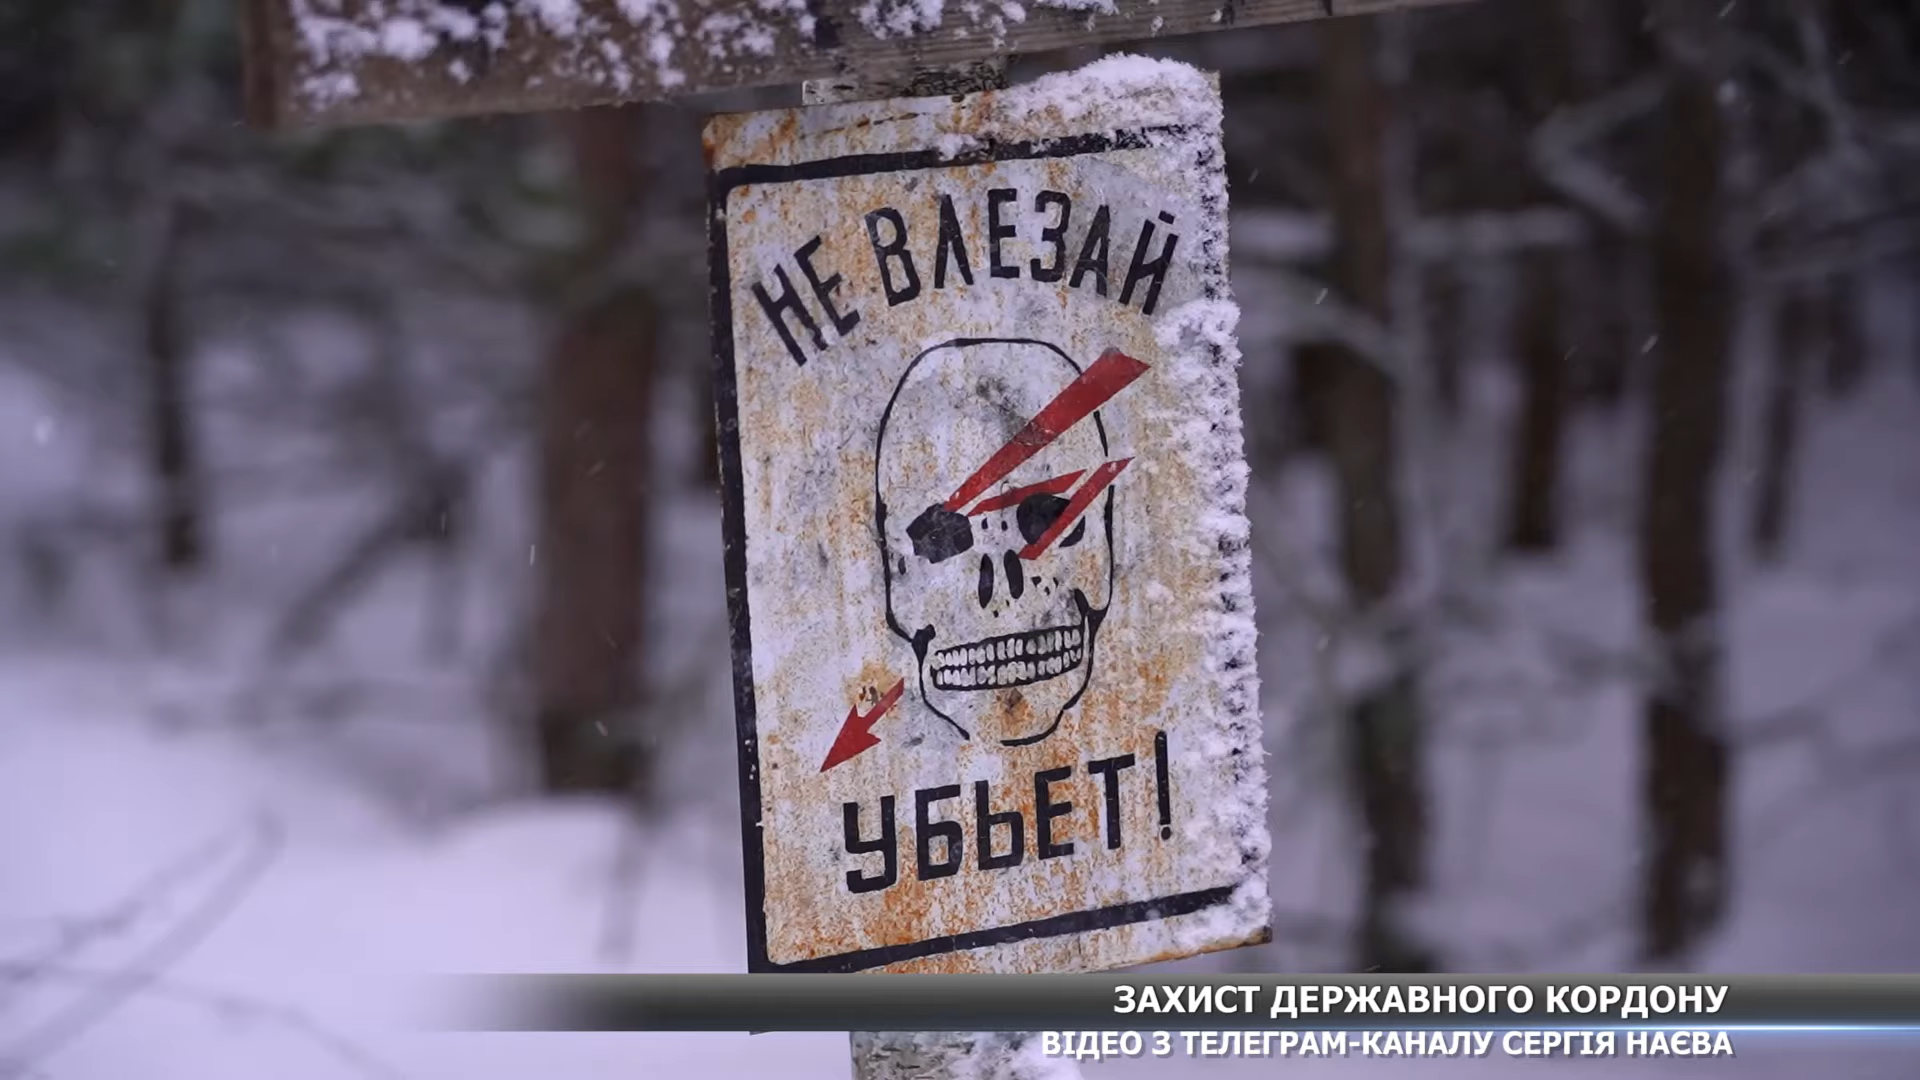 НЕ ВЛЕЗАЙ
УБЬЕТ!
ЗАХИСТ ДЕРЖАВНОГО КОРДОНУ
ВІДЕО З ТЕЛЕГРАМ-КАНАЛУ СЕРГІЯ НАЄВА